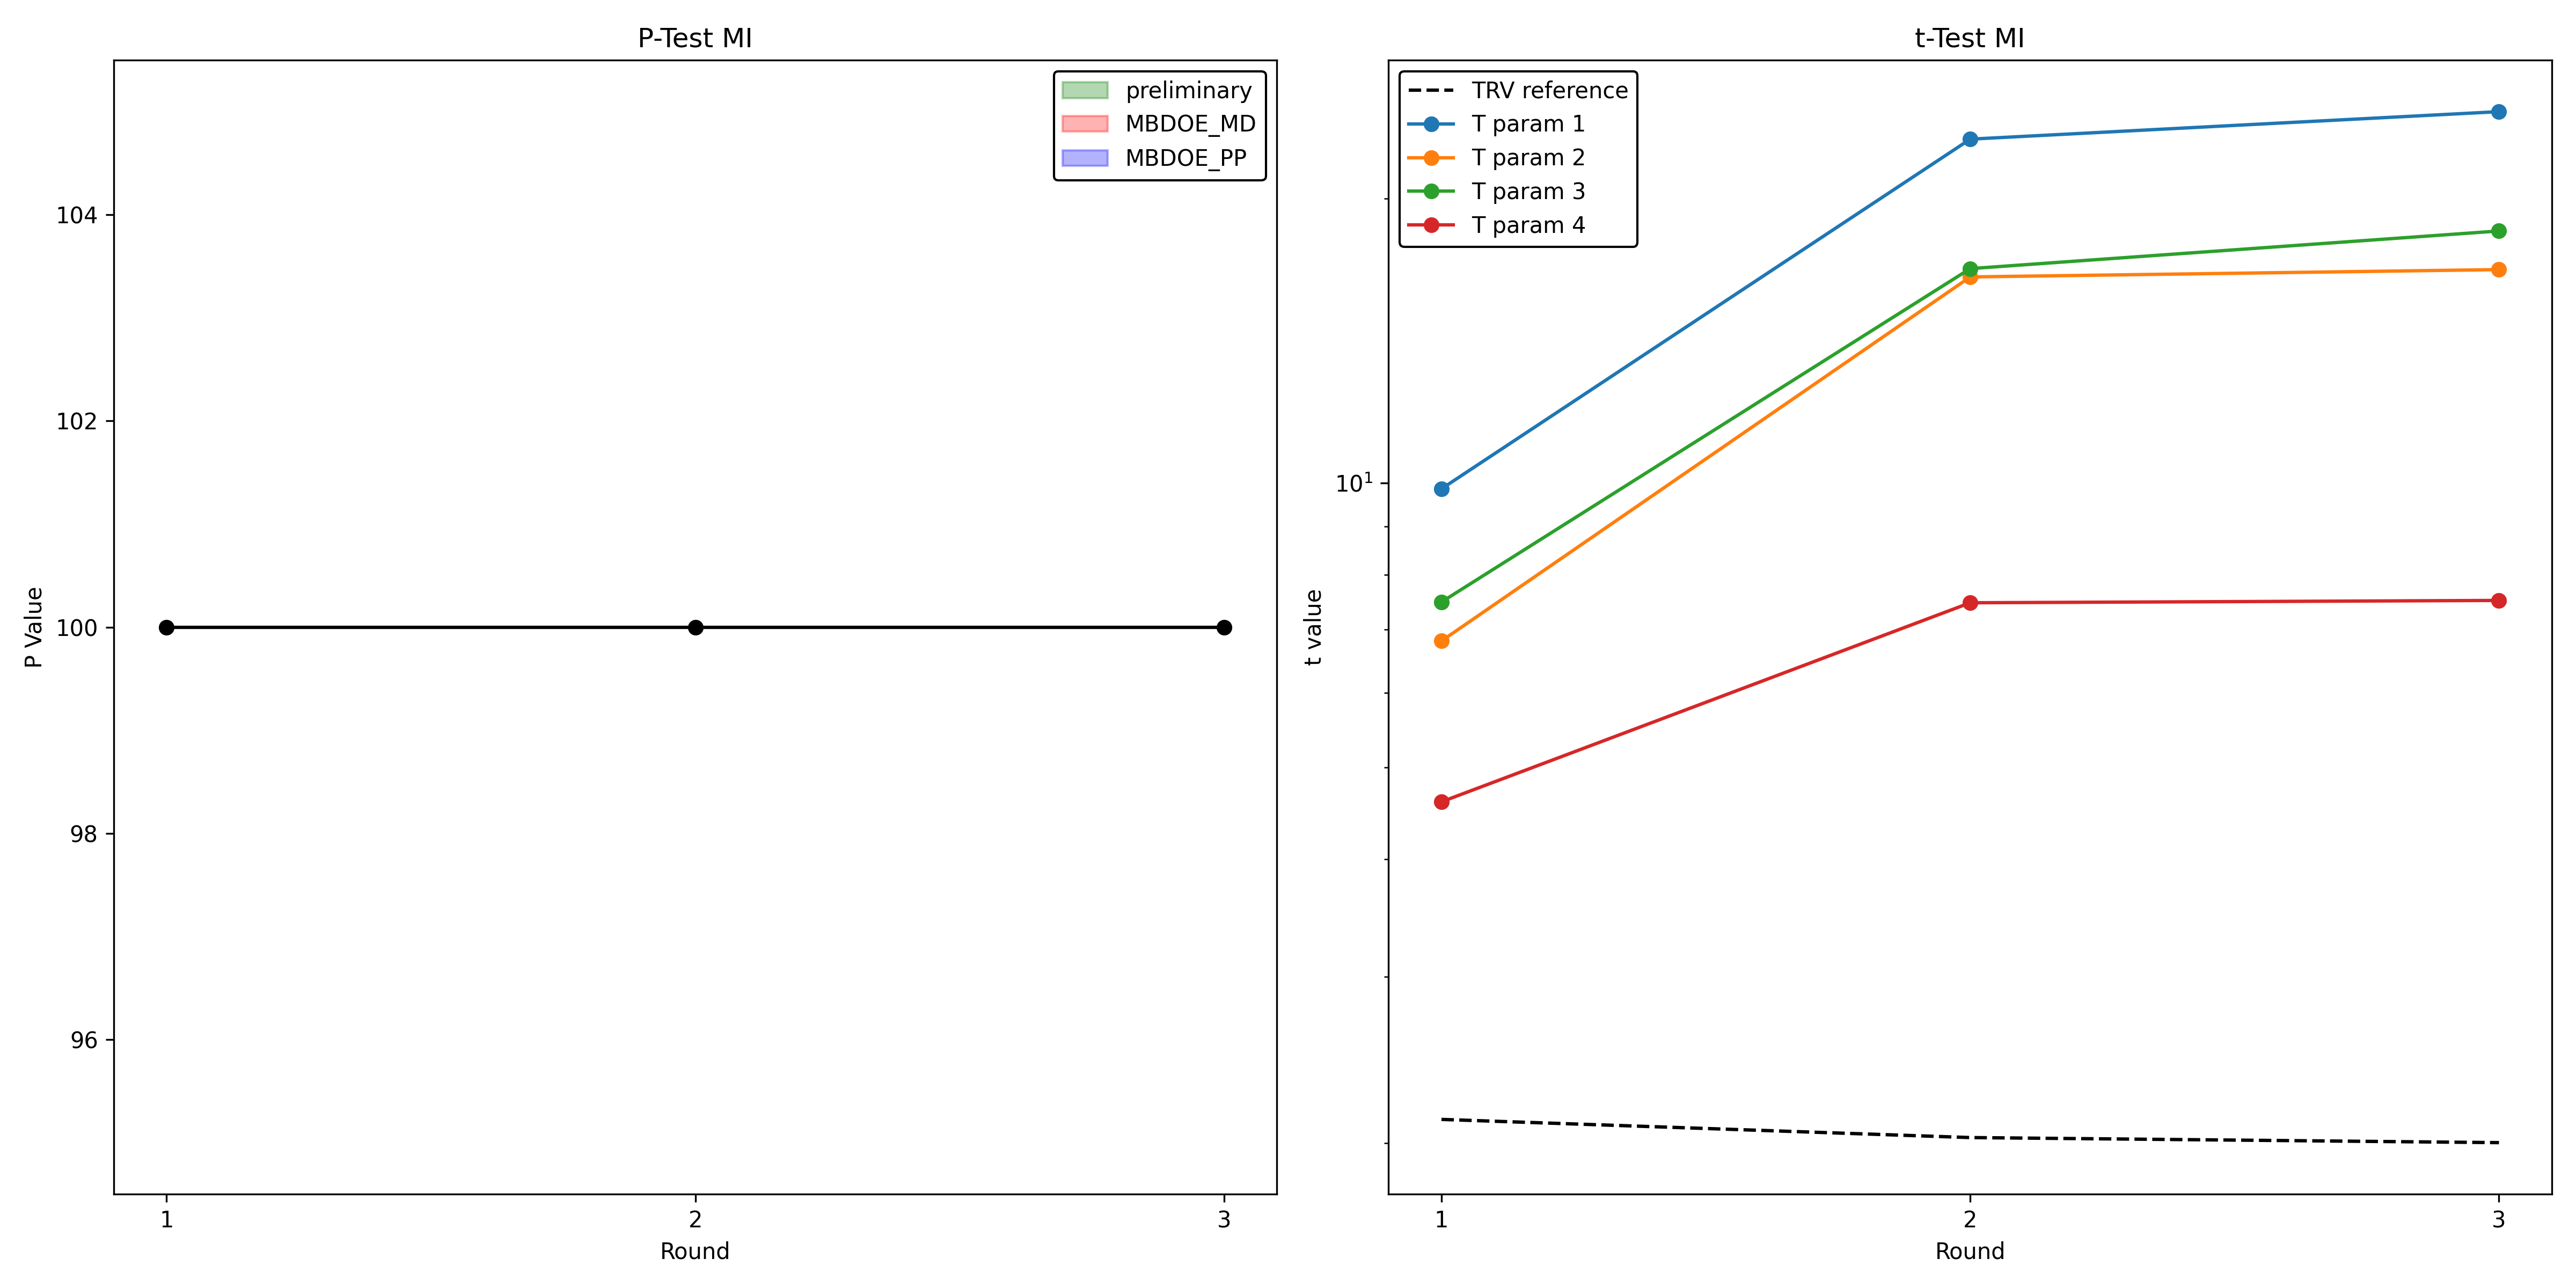 P-Test MI
preliminary
MBDOE_MD
MBDOE_PP
104
102
100
98
96
P Value
1
2
3
Round
t-Test MI
TRV reference
T param 1
T param 2
T param 3
T param 4
10¹
t value
1
2
3
Round